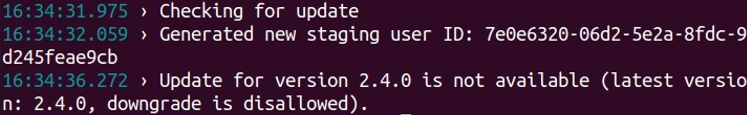 16:34:31.975 › Checking for update
16:34:32.059 › Generated new staging user ID: 7e0e6320-06d2-5e2a-8fdc-9
d245feae9cb
16:34:36.272 › Update for version 2.4.0 is not available (latest versio
n: 2.4.0, downgrade is disallowed).